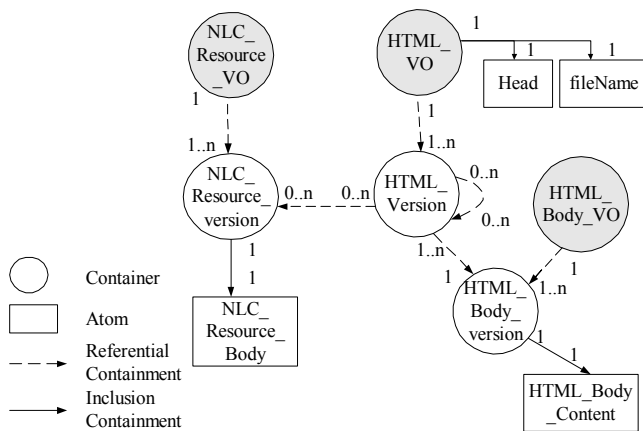 NLC_
Resource
_VO
1
1..n
NLC_
Resource_
version
1
1
NLC_
Resource_
Body
HTML_
VO
1
1
1
Head
fileName
1
1..n
HTML_
Version
0..n
0..n
0..n
0..n
1..n
1
HTML_
Body_VO
1
1..n
HTML_
Body_
version
1
1
HTML_Body
_Content
Container
Atom
Referential
Containment
Inclusion
Containment